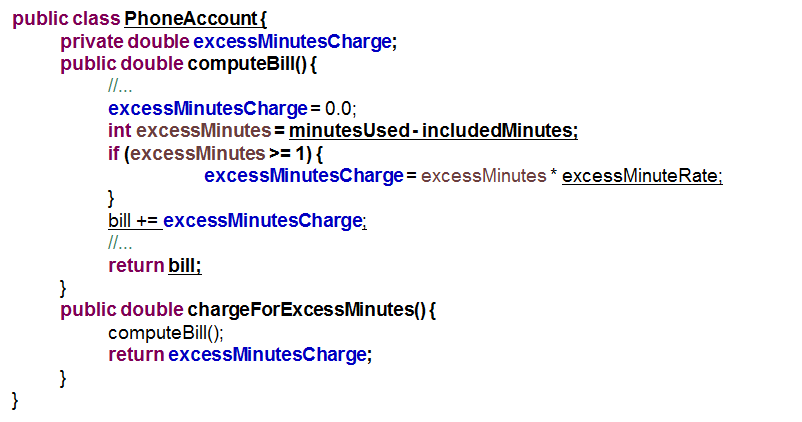 public class PhoneAccount {
private double excessMinutesCharge;
public double computeBill() {
//...
excessMinutesCharge = 0.0;
int excessMinutes = minutesUsed - includedMinutes;
if (excessMinutes >= 1) {
excessMinutesCharge = excessMinutes * excessMinuteRate;
}
bill += excessMinutesCharge;
//...
return bill;
}
public double chargeForExcessMinutes() {
computeBill();
return excessMinutesCharge;
}
}